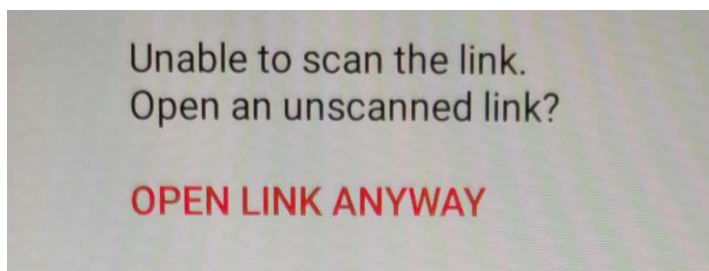 Unable to scan the link.
Open an unscanned link?
OPEN LINK ANYWAY